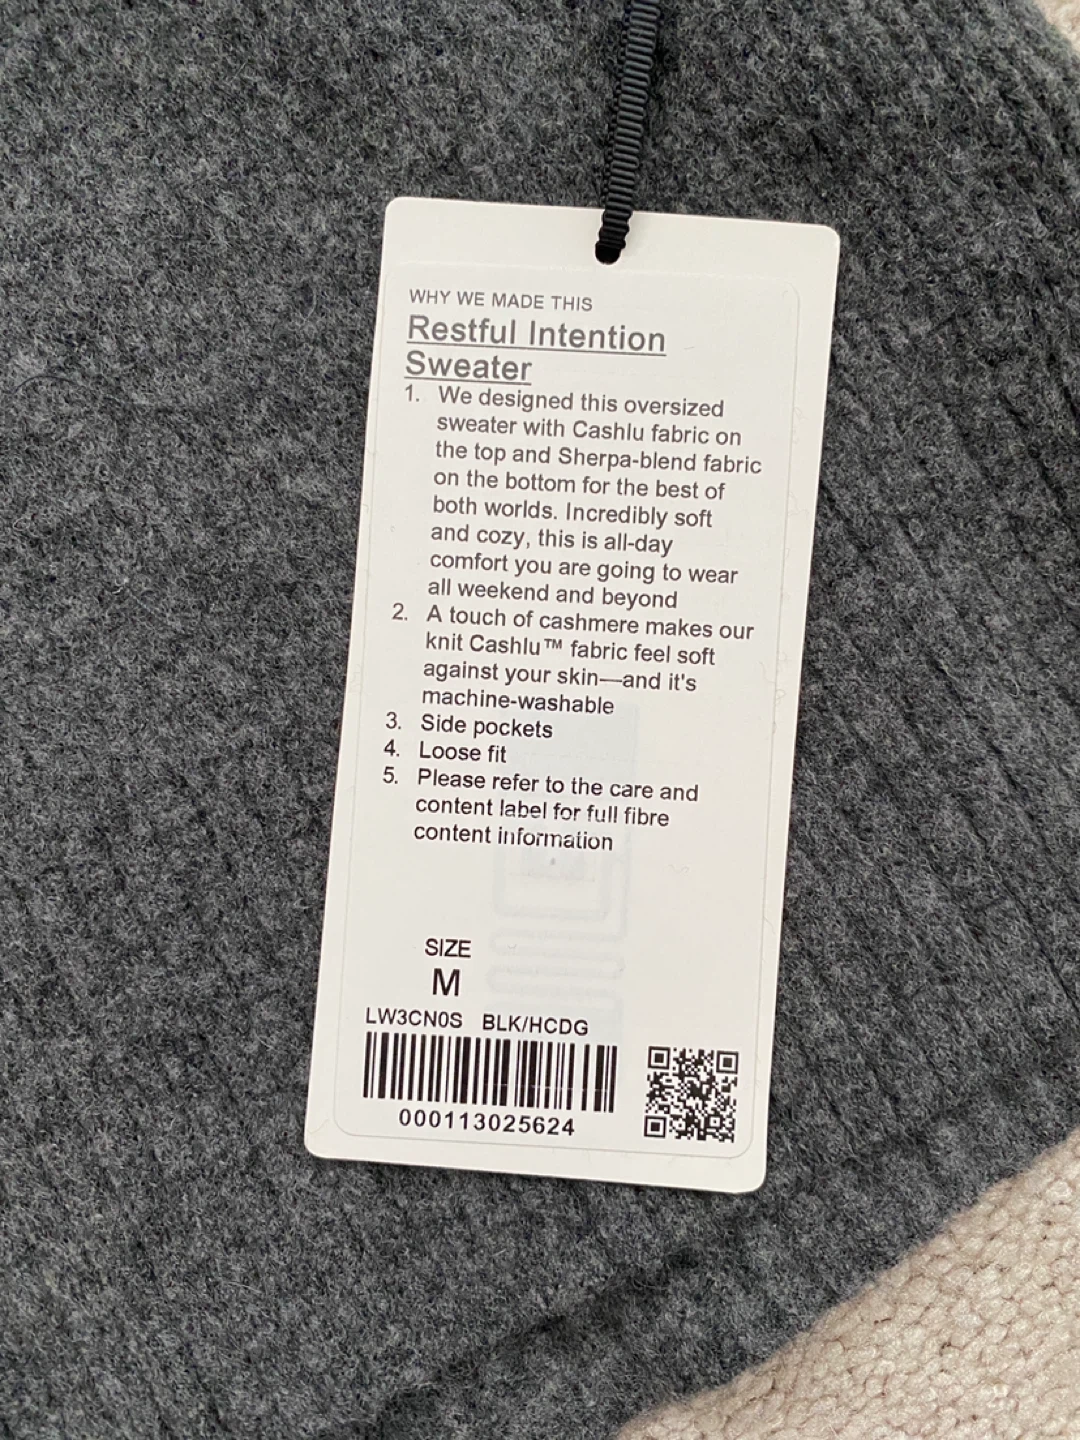 WHY WE MADE THIS
Restful Intention
Sweater
1. We designed this oversized
sweater with Cashlu fabric on
the top and Sherpa-blend fabric
on the bottom for the best of
both worlds. Incredibly soft
and cozy, this is all-day
comfort you are going to wear
all weekend and beyond
2. A touch of cashmere makes our
knit Cashlu™ fabric feel soft
against your skin—and it's
machine-washable
3. Side pockets
4. Loose fit
5. Please refer to the care and
content label for full fibre
content information
SIZE
M
LW3CN0S BLK/HCDG
000113025624